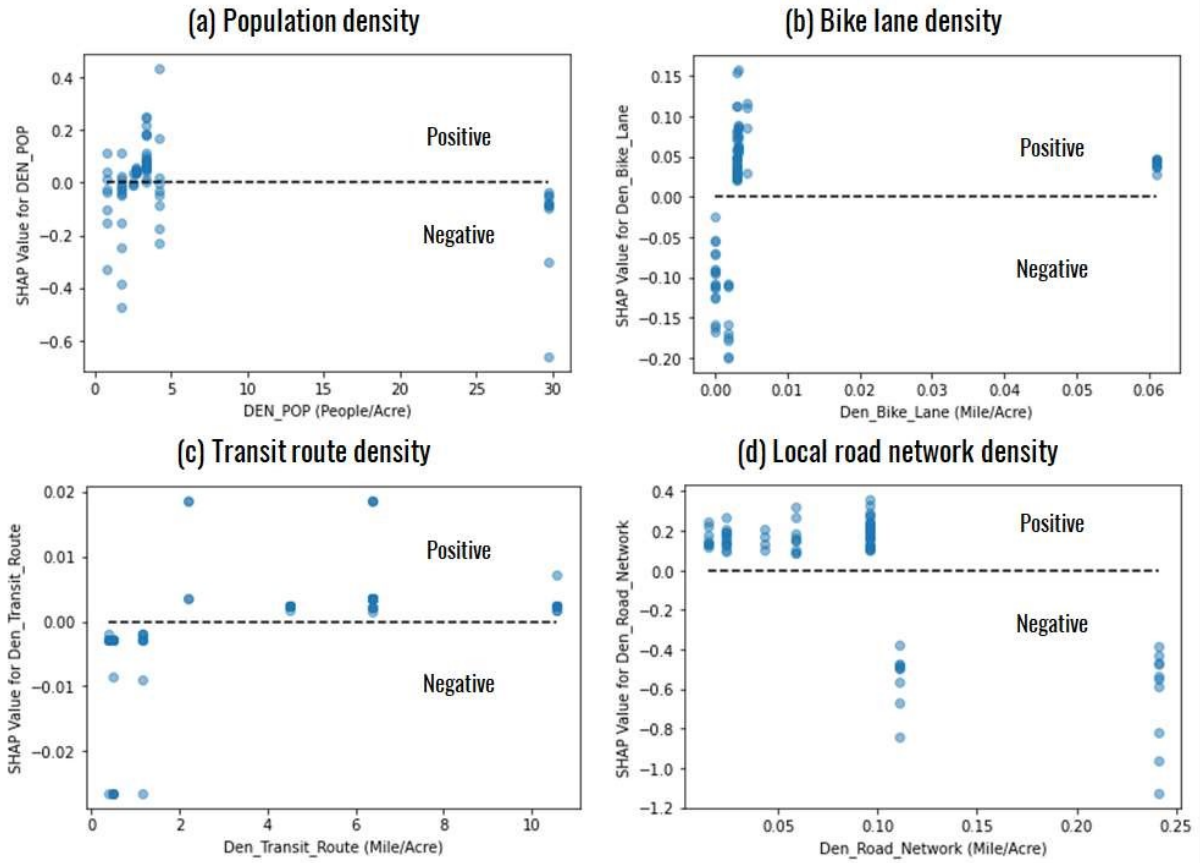 (a) Population density
0.4
0.2
0.0
−0.2
−0.4
−0.6
SHAP Value for DEN_POP
Positive
Negative
0 5 10 15 20 25 30
DEN_POP (People/Acre)
(b) Bike lane density
0.15
0.10
0.05
0.00
−0.05
−0.10
−0.15
−0.20
SHAP Value for Den_Bike_Lane
Positive
Negative
0.00 0.01 0.02 0.03 0.04 0.05 0.06
Den_Bike_Lane (Mile/Acre)
(c) Transit route density
0.02
0.01
0.00
−0.01
−0.02
SHAP Value for Den_Transit_Route
Positive
Negative
0 2 4 6 8 10
Den_Transit_Route (Mile/Acre)
(d) Local road network density
0.4
0.2
0.0
−0.2
−0.4
−0.6
−0.8
−1.0
−1.2
SHAP Value for Den_Road_Network
Positive
Negative
0.05 0.10 0.15 0.20 0.25
Den_Road_Network (Mile/Acre)